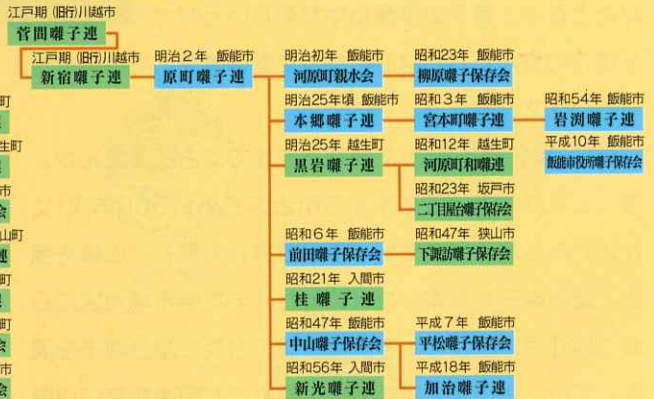 江戸期(旧行)川越市
菅間囃子連
江戸期(旧行)川越市
新宿囃子連
明治2年 飯能市
原町囃子連
明治初年 飯能市
河原町親水会
昭和23年 飯能市
柳原囃子保存会
明治25年頃 飯能市
本郷囃子連
昭和3年 飯能市
宮本町囃子連
昭和54年 飯能市
岩渕囃子連
明治25年 越生町
黒岩囃子連
昭和12年 越生町
河原町和囃連
平成10年 飯能市
飯能市役所囃子保存会
昭和23年 坂戸市
二丁目屋台囃子保存会
昭和6年 飯能市
前田囃子保存会
昭和47年 狭山市
下諏訪囃子保存会
昭和21年 入間市
桂囃子連
昭和47年 飯能市
中山囃子保存会
平成7年 飯能市
平松囃子保存会
昭和56年 入間市
新光囃子連
平成18年 飯能市
加治囃子連
町
生町
市
会
山町
連
町
町
会
市
会